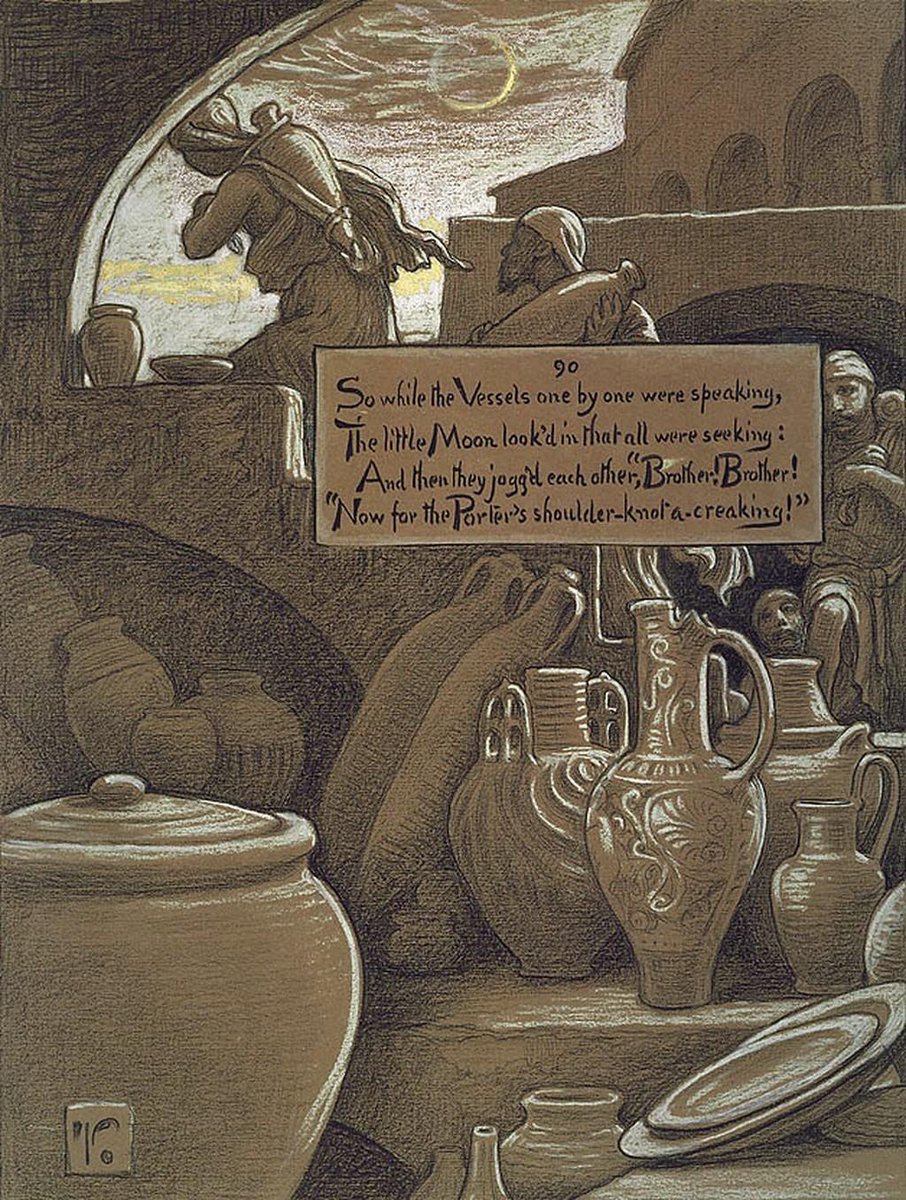 90
So while the Vessels one by one were speaking,
The little Moon look'd in that all were seeking:
And then they jogg'd each other, "Brother! Brother!
"Now for the Porter's shoulder-knot a-creaking!"